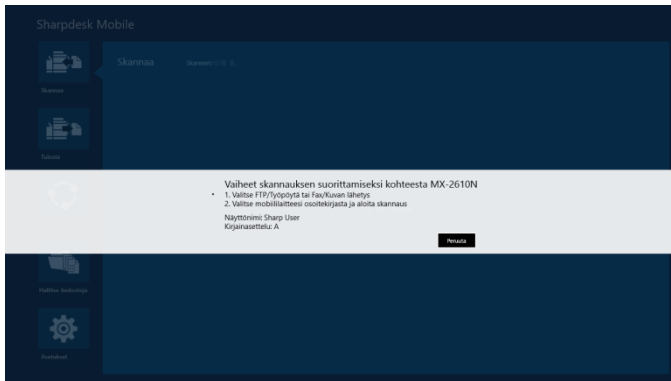 Sharpdesk Mobile
Skannaa
Skannaa
Tulosta
Vaiheet skannauksen suorittamiseksi kohteesta MX-2610N
• 1. Valitse FTP/Työpöytä tai Fax/Kuvan lähetys
2. Valitse mobiililaitteesi osoitekirjasta ja aloita skannaus
Näyttönimi: Sharp User
Kirjainasettelu: A
Peruuta
Hallitse tiedostoja
Asetukset